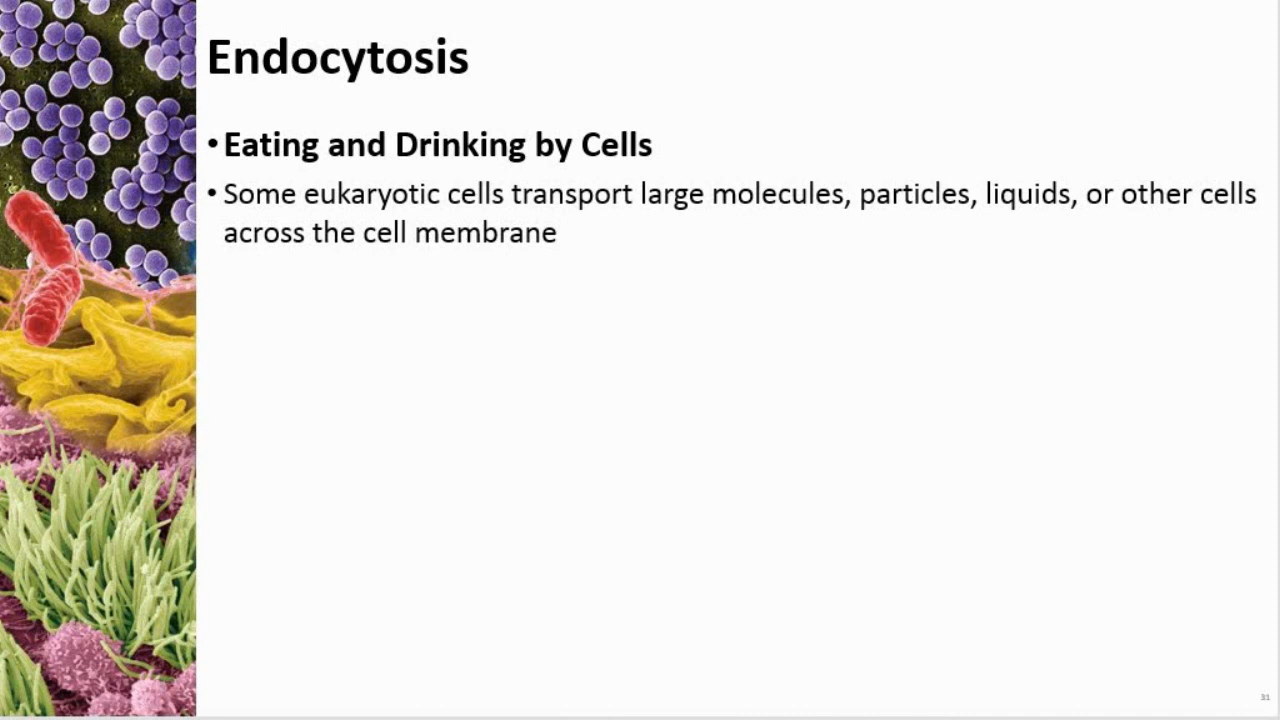 Endocytosis
• Eating and Drinking by Cells
• Some eukaryotic cells transport large molecules, particles, liquids, or other cells
across the cell membrane
31